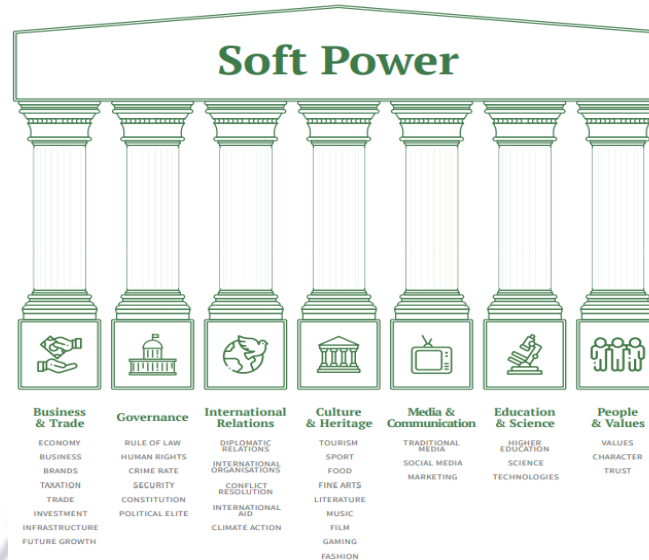 Soft Power
Business
& Trade
ECONOMY
BUSINESS
BRANDS
TAXATION
TRADE
INVESTMENT
INFRASTRUCTURE
FUTURE GROWTH
Governance
RULE OF LAW
HUMAN RIGHTS
CRIME RATE
SECURITY
CONSTITUTION
POLITICAL ELITE
International
Relations
DIPLOMATIC
RELATIONS
INTERNATIONAL
ORGANISATIONS
CONFLICT
RESOLUTION
INTERNATIONAL
AID
CLIMATE ACTION
Culture
& Heritage
TOURISM
SPORT
FOOD
FINE ARTS
LITERATURE
MUSIC
FILM
GAMING
FASHION
Media &
Communication
TRADITIONAL
MEDIA
SOCIAL MEDIA
MARKETING
Education
& Science
HIGHER
EDUCATION
SCIENCE
TECHNOLOGIES
People
& Values
VALUES
CHARACTER
TRUST